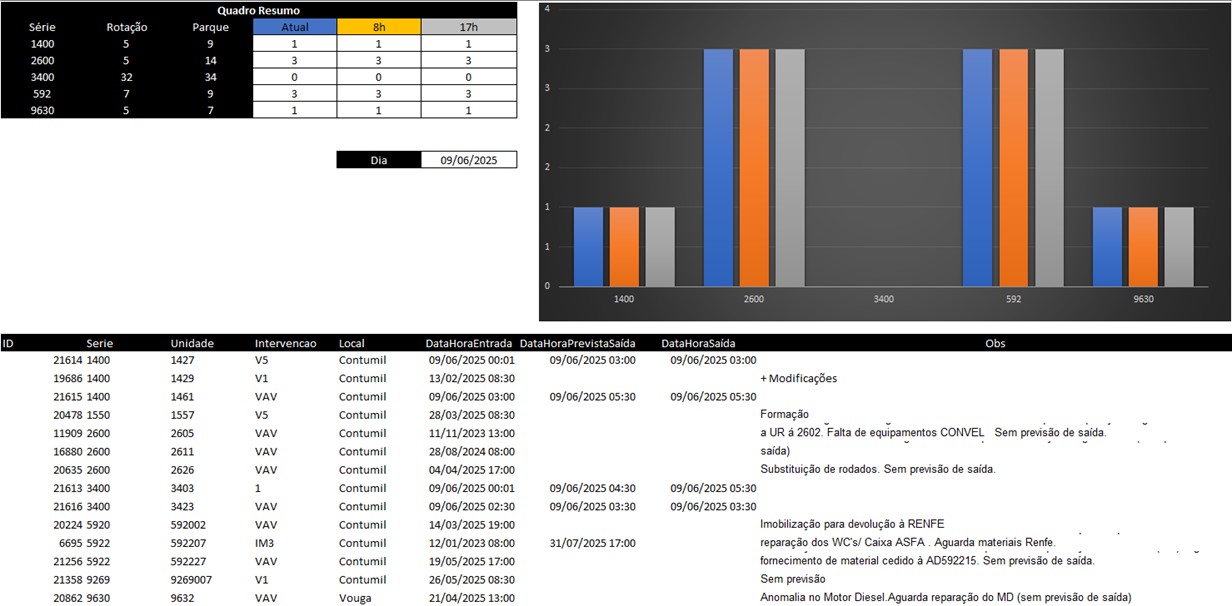 Quadro Resumo
Série Rotação Parque Atual 8h 17h
1400 5 9 1 1 1
2600 5 14 3 3 3
3400 32 34 0 0 0
592 7 9 3 3 3
9630 5 7 1 1 1
Dia 09/06/2025
4
3
3
2
2
1
1
0
1400 2600 3400 592 9630
ID Serie Unidade Intervencao Local DataHoraEntrada DataHoraPrevistaSaída DataHoraSaída Obs
21614 1400 1427 V5 Contumil 09/06/2025 00:01 09/06/2025 03:00 09/06/2025 03:00
19686 1400 1429 V1 Contumil 13/02/2025 08:30 + Modificações
21615 1400 1461 VAV Contumil 09/06/2025 03:00 09/06/2025 05:30 09/06/2025 05:30
20478 1550 1557 V5 Contumil 28/03/2025 08:30 Formação
11909 2600 2605 VAV Contumil 11/11/2023 13:00 a UR á 2602. Falta de equipamentos CONVEL Sem previsão de saída.
16880 2600 2611 VAV Contumil 28/08/2024 08:00 saída)
20635 2600 2626 VAV Contumil 04/04/2025 17:00 Substituição de rodados. Sem previsão de saída.
21613 3400 3403 1 Contumil 09/06/2025 00:01 09/06/2025 04:30 09/06/2025 05:30
21616 3400 3423 VAV Contumil 09/06/2025 02:30 09/06/2025 03:30 09/06/2025 03:30
20224 5920 592002 VAV Contumil 14/03/2025 19:00 Imobilização para devolução à RENFE
6695 5922 592207 IM3 Contumil 12/01/2023 08:00 31/07/2025 17:00 reparação dos WC's/ Caixa ASFA . Aguarda materiais Renfe.
21256 5922 592227 VAV Contumil 19/05/2025 17:00 fornecimento de material cedido à AD592215. Sem previsão de saída.
21358 9269 9269007 V1 Contumil 26/05/2025 08:30 Sem previsão
20862 9630 9632 VAV Vouga 21/04/2025 13:00 Anomalia no Motor Diesel.Aguarda reparação do MD (sem previsão de saída)